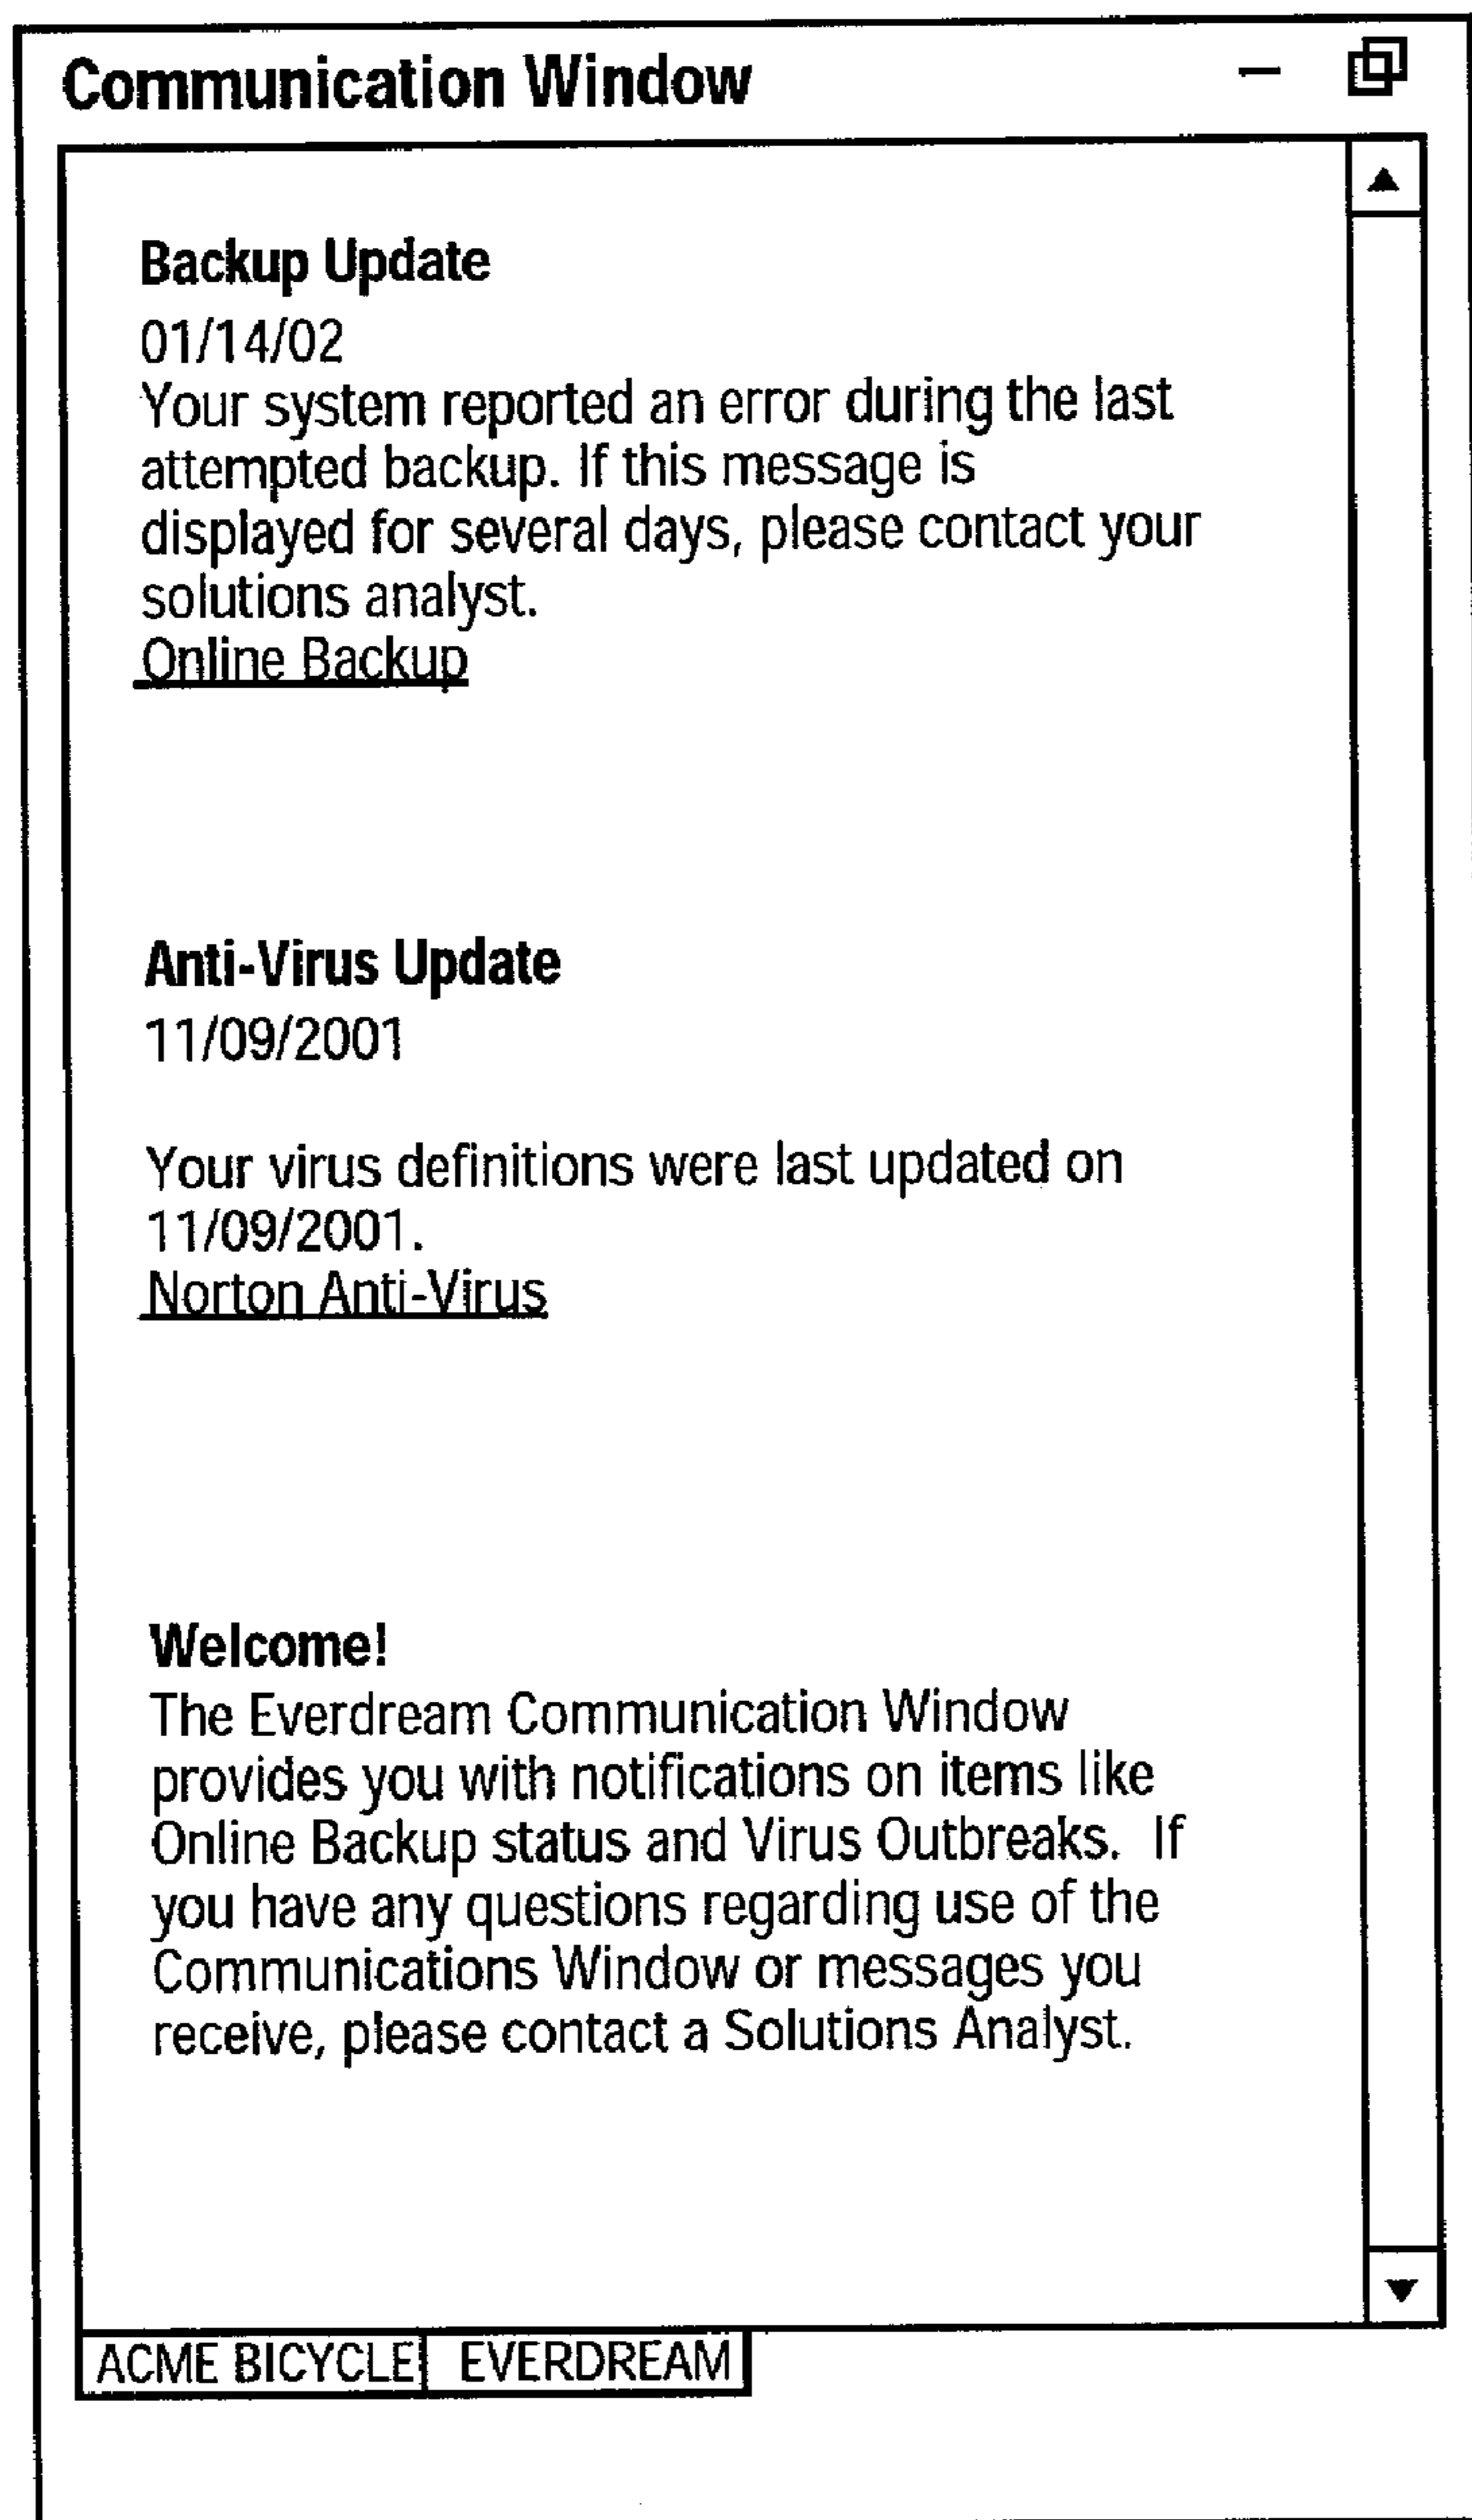 Communication Window
Backup Update
01/14/02
Your system reported an error during the last
attempted backup. If this message is
displayed for several days, please contact your
solutions analyst.
Online Backup
Anti-Virus Update
11/09/2001
Your virus definitions were last updated on
11/09/2001.
Norton Anti-Virus
Welcome!
The Everdream Communication Window
provides you with notifications on items like
Online Backup status and Virus Outbreaks.  If
you have any questions regarding use of the
Communications Window or messages you
receive, please contact a Solutions Analyst.
ACME BICYCLE EVERDREAM